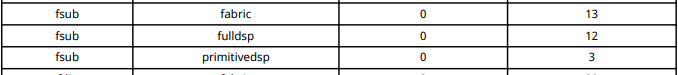 fsub fabric 0 13
fsub fulldsp 0 12
fsub primitivedsp 0 3